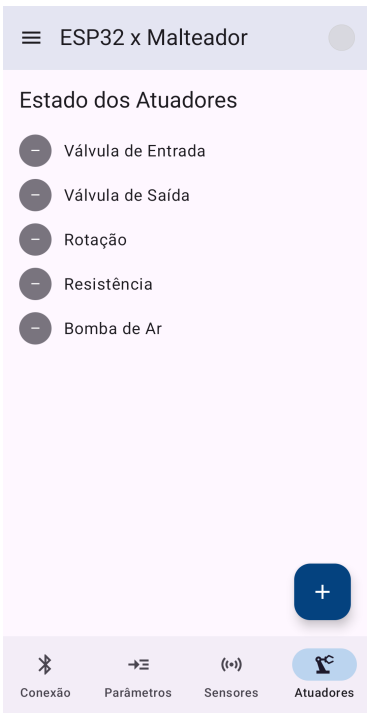 ESP32 x Malteador
Estado dos Atuadores
– Válvula de Entrada
– Válvula de Saída
– Rotação
– Resistência
– Bomba de Ar
+
Conexão Parâmetros Sensores Atuadores